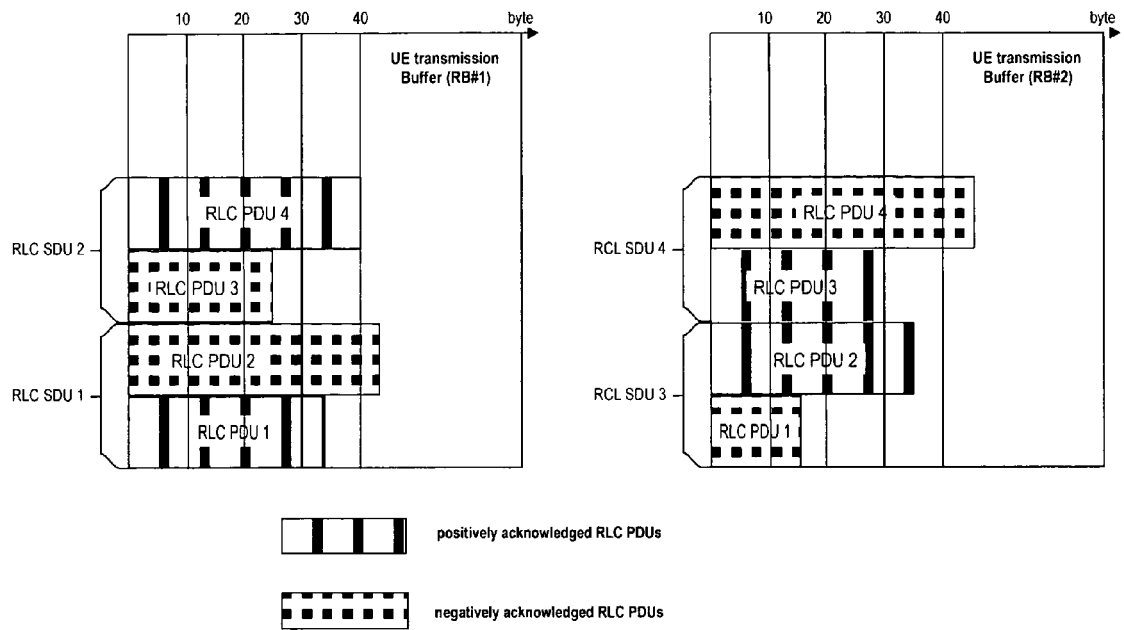 10 20 30 40 byte
UE transmission
Buffer (RB#1)
RLC SDU 2
RLC PDU 4
RLC PDU 3
RLC SDU 1
RLC PDU 2
RLC PDU 1
10 20 30 40 byte
UE transmission
Buffer (RB#2)
RCL SDU 4
RLC PDU 4
RLC PDU 3
RCL SDU 3
RLC PDU 2
RLC PDU 1
positively acknowledged RLC PDUs
negatively acknowledged RLC PDUs